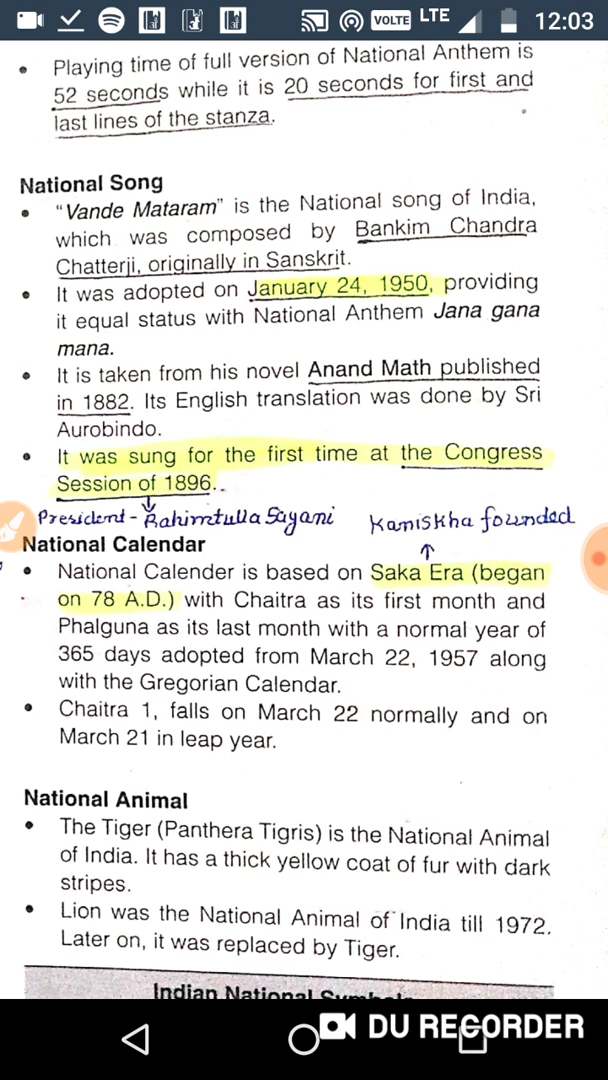 VOLTE LTE 12:03
• Playing time of full version of National Anthem is
52 seconds while it is 20 seconds for first and
last lines of the stanza.
National Song
• "Vande Mataram" is the National song of India,
which was composed by Bankim Chandra
Chatterji, originally in Sanskrit.
• It was adopted on January 24, 1950, providing
it equal status with National Anthem Jana gana
mana.
• It is taken from his novel Anand Math published
in 1882. Its English translation was done by Sri
Aurobindo.
• It was sung for the first time at the Congress
Session of 1896.
President - Rahimtulla Sayani
Kaniskha founded
National Calendar
• National Calender is based on Saka Era (began
on 78 A.D.) with Chaitra as its first month and
Phalguna as its last month with a normal year of
365 days adopted from March 22, 1957 along
with the Gregorian Calendar.
• Chaitra 1, falls on March 22 normally and on
March 21 in leap year.
National Animal
• The Tiger (Panthera Tigris) is the National Animal
of India. It has a thick yellow coat of fur with dark
stripes.
• Lion was the National Animal of India till 1972.
Later on, it was replaced by Tiger.
Indian National Symbols
DU RECORDER